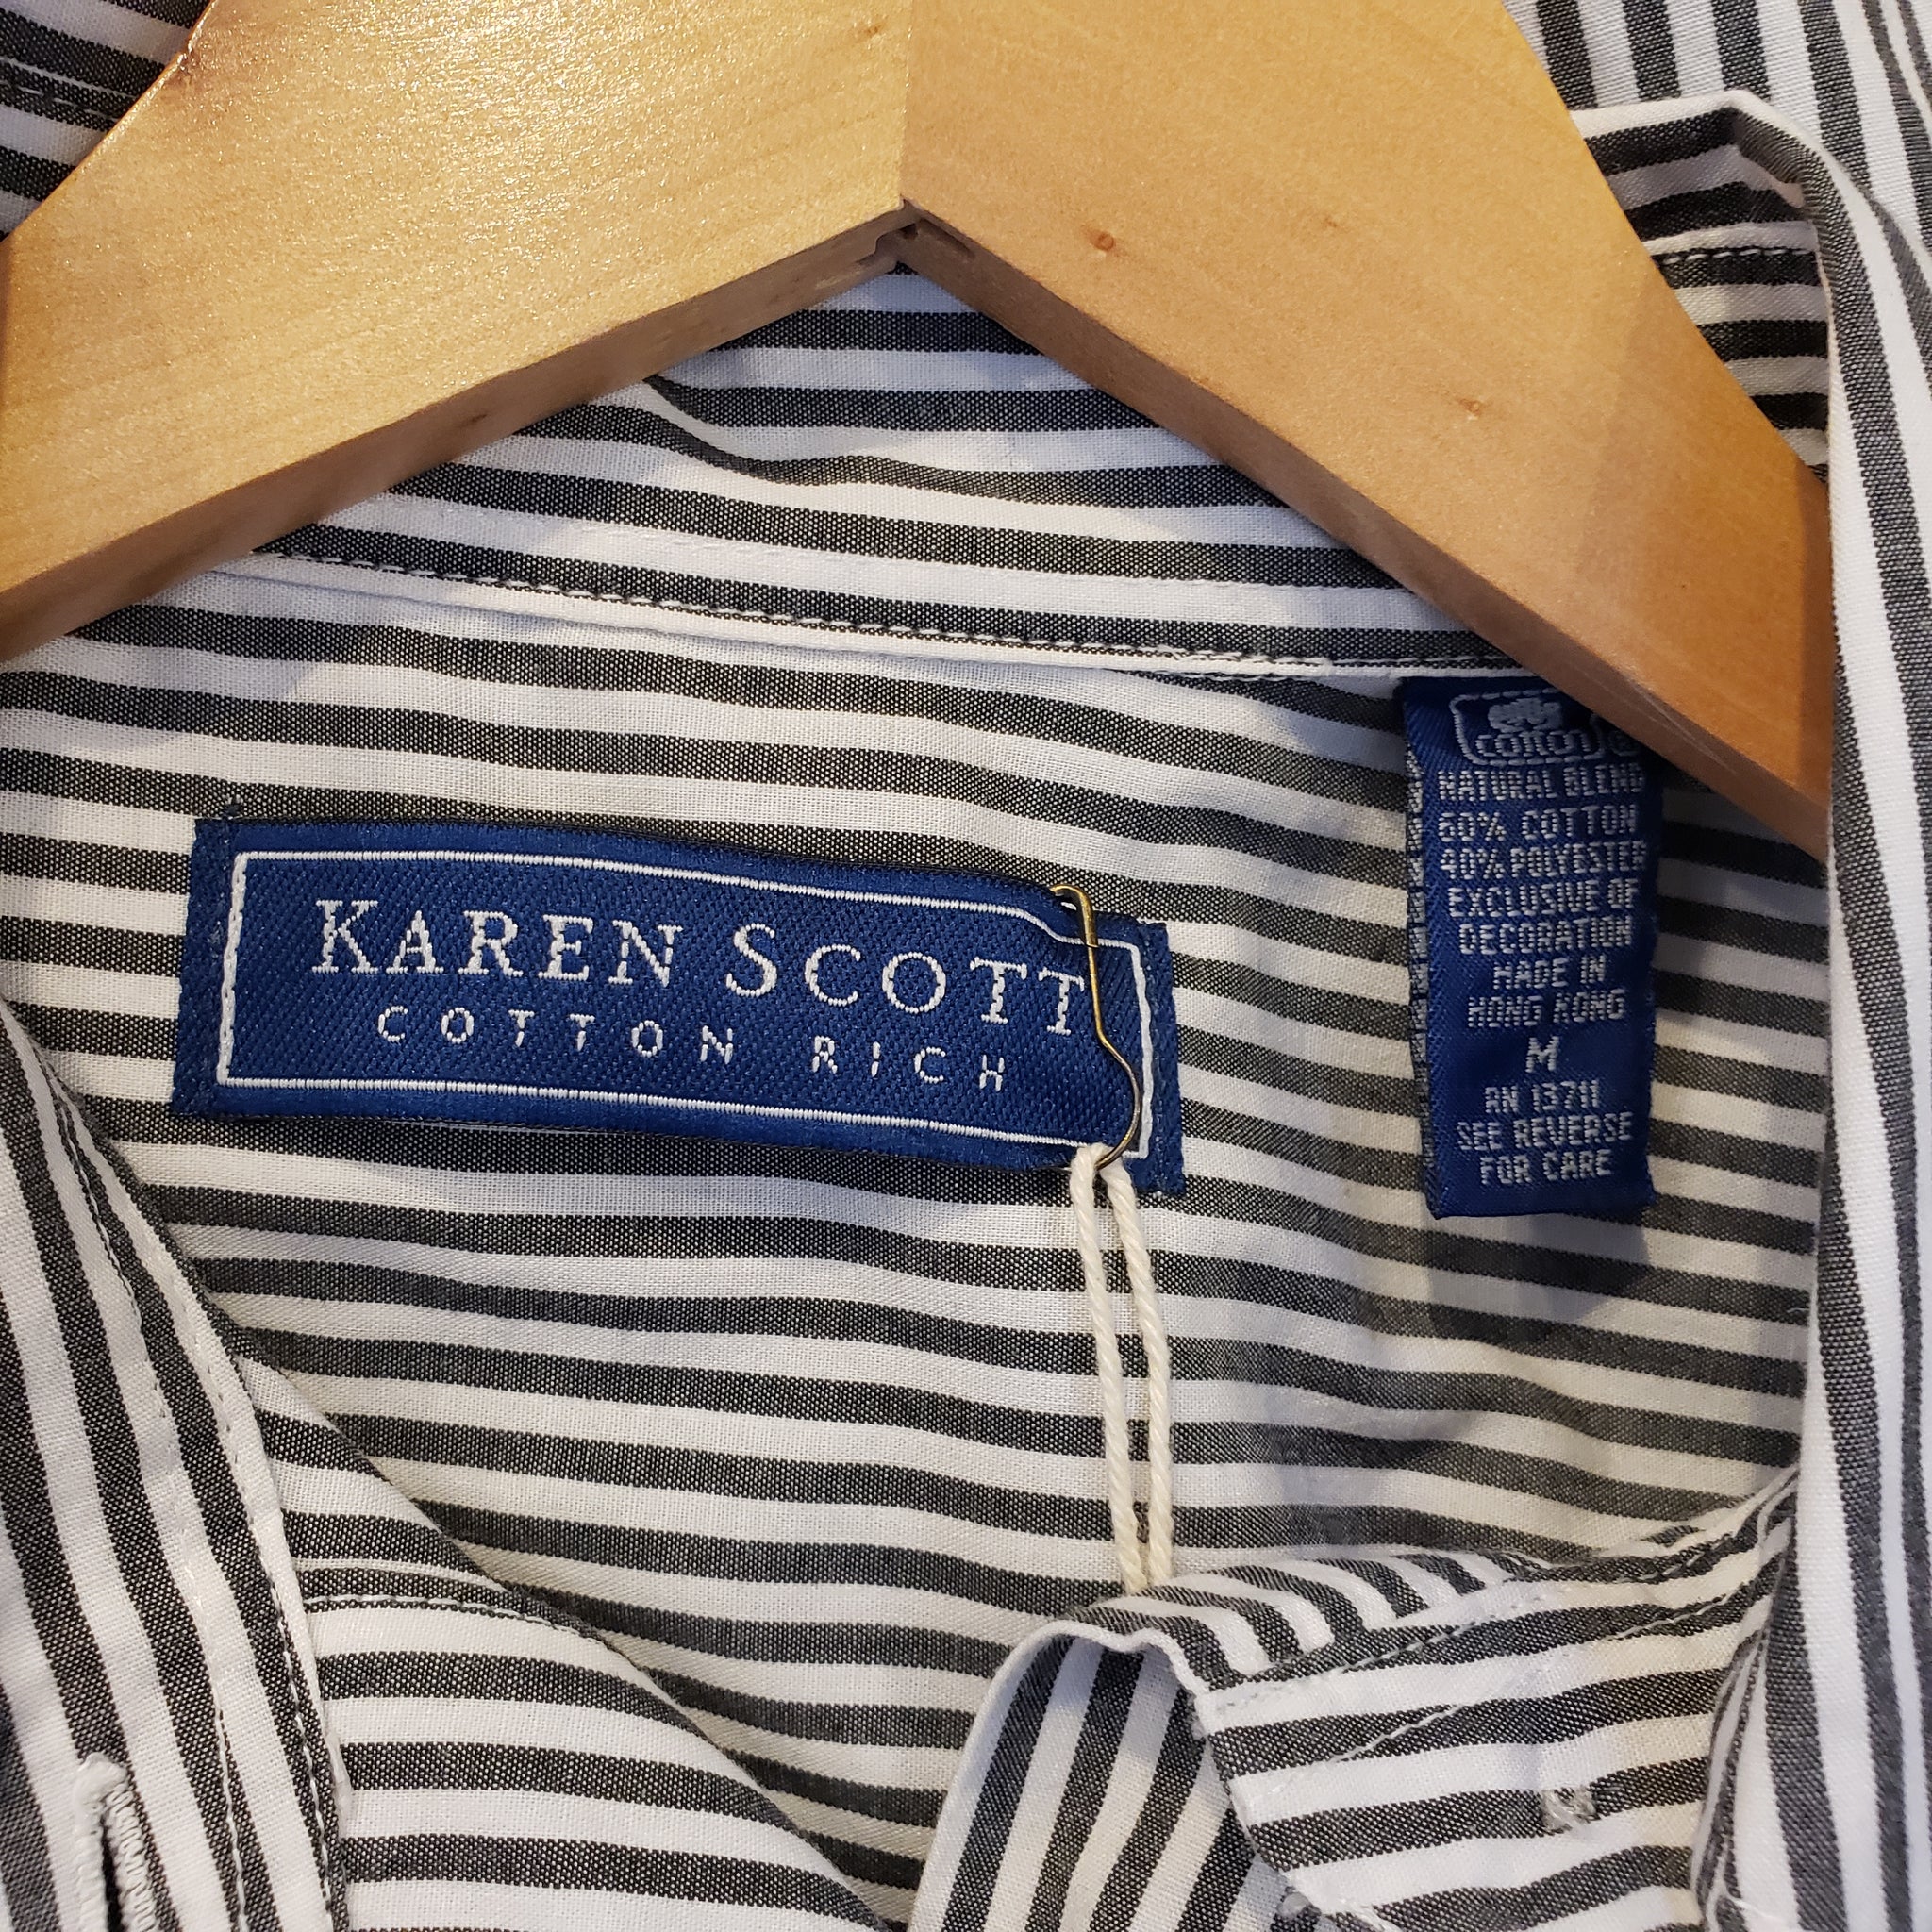 KAREN SCOTT
COTTON RICH
cotton
NATURAL BLEND
60% COTTON
40% POLYESTER
EXCLUSIVE OF
DECORATION
MADE IN
HONG KONG
M
RN 13711
SEE REVERSE
FOR CARE